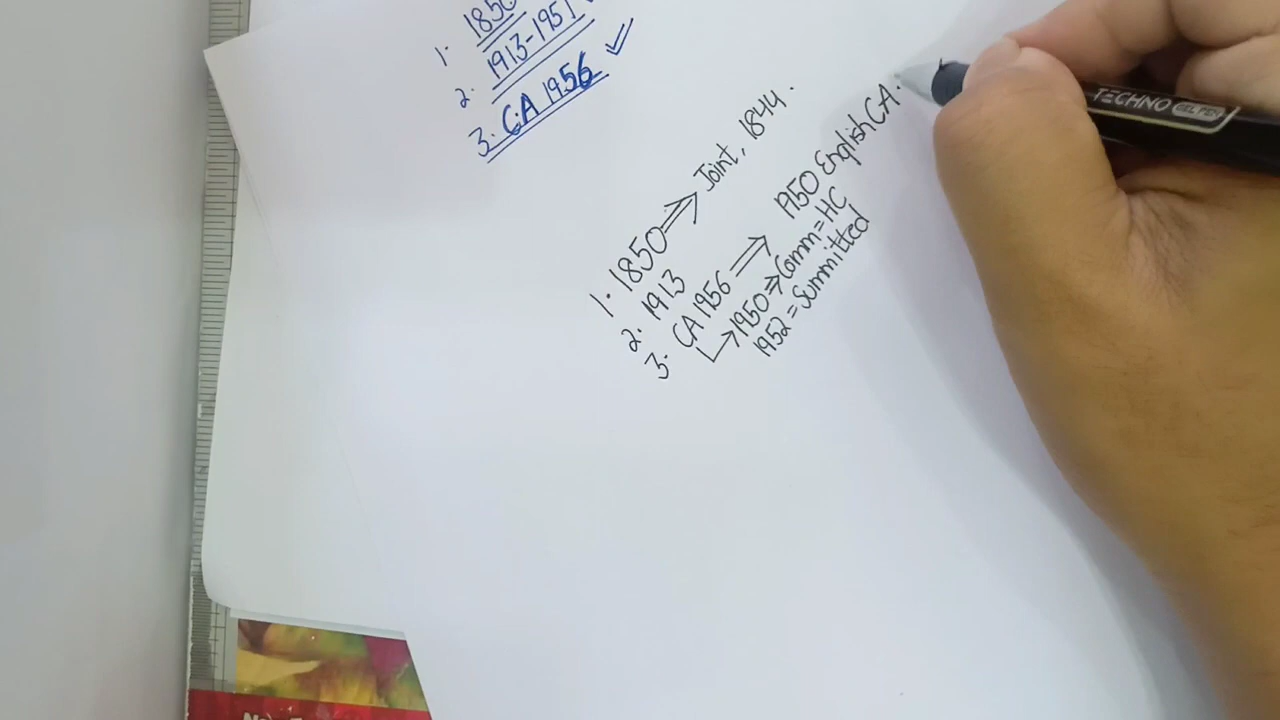 1. 1850
2. 1913-1951
3. CA 1956
1. 1850 ⇒ Joint, 1844.
2. 1913
3. CA 1956 ⇒ 1950 English CA.
↳ 1950 ⇒ Comm = HC
1952 = Summitted
TECHNO GEL PEN